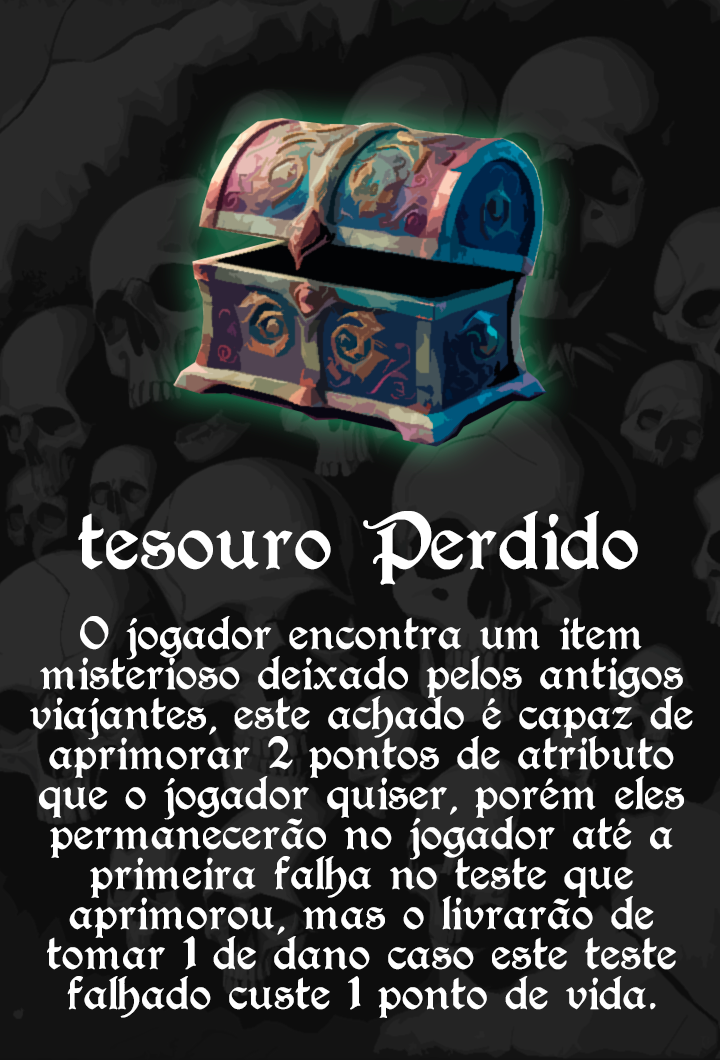 tesouro Perdido
O jogador encontra um item
misterioso deixado pelos antigos
viajantes, este achado é capaz de
aprimorar 2 pontos de atributo
que o jogador quiser, porém eles
permanecerão no jogador até a
primeira falha no teste que
aprimorou, mas o livrarão de
tomar 1 de dano caso este teste
falhado custe 1 ponto de vida.